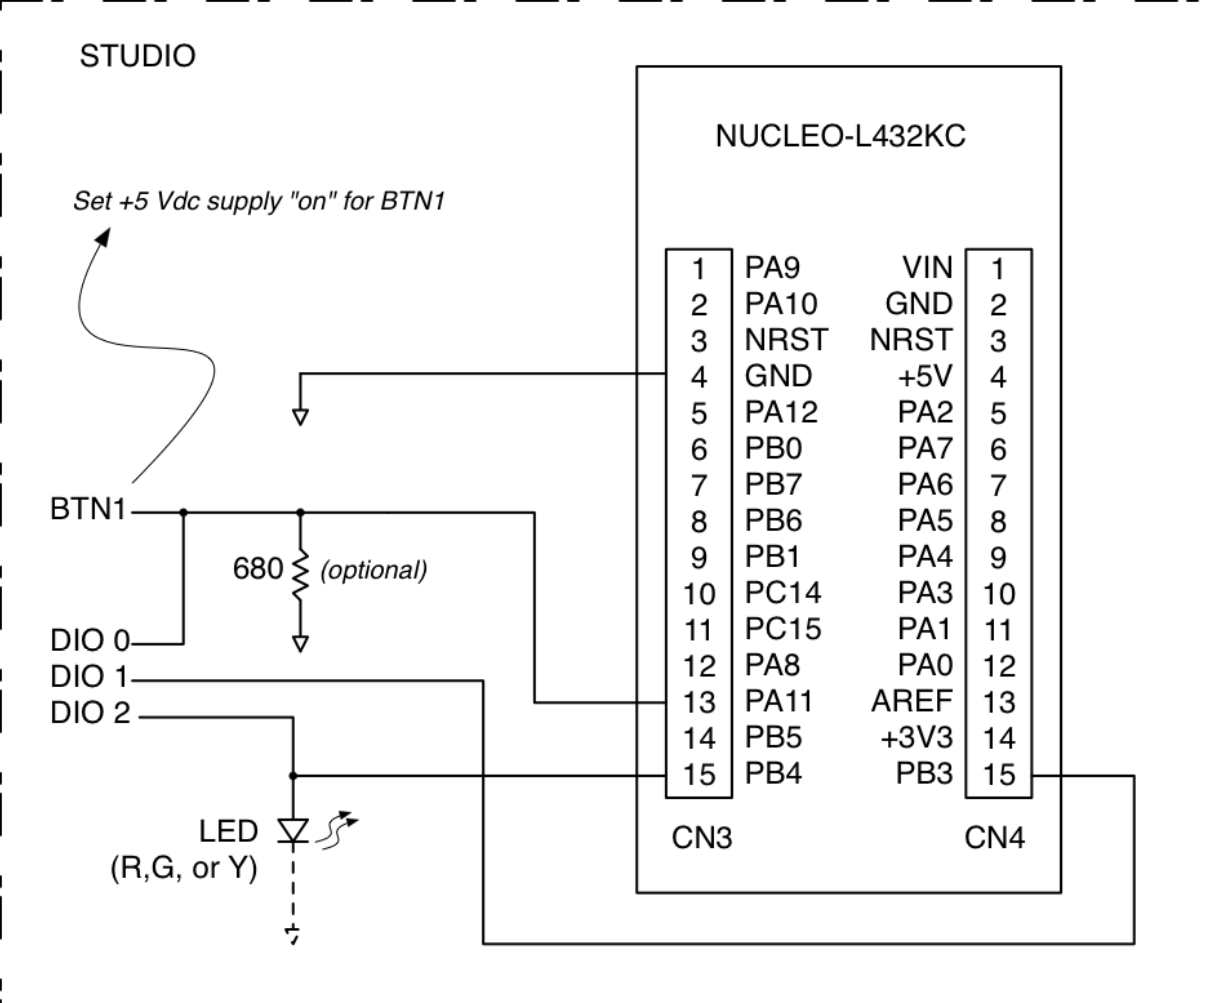 STUDIO
NUCLEO-L432KC
Set +5 Vdc supply "on" for BTN1
1 PA9 VIN 1
2 PA10 GND 2
3 NRST NRST 3
4 GND +5V 4
5 PA12 PA2 5
6 PB0 PA7 6
7 PB7 PA6 7
8 PB6 PA5 8
9 PB1 PA4 9
10 PC14 PA3 10
11 PC15 PA1 11
12 PA8 PA0 12
13 PA11 AREF 13
14 PB5 +3V3 14
15 PB4 PB3 15
CN3 CN4
BTN1
680 (optional)
DIO 0
DIO 1
DIO 2
LED
(R,G, or Y)